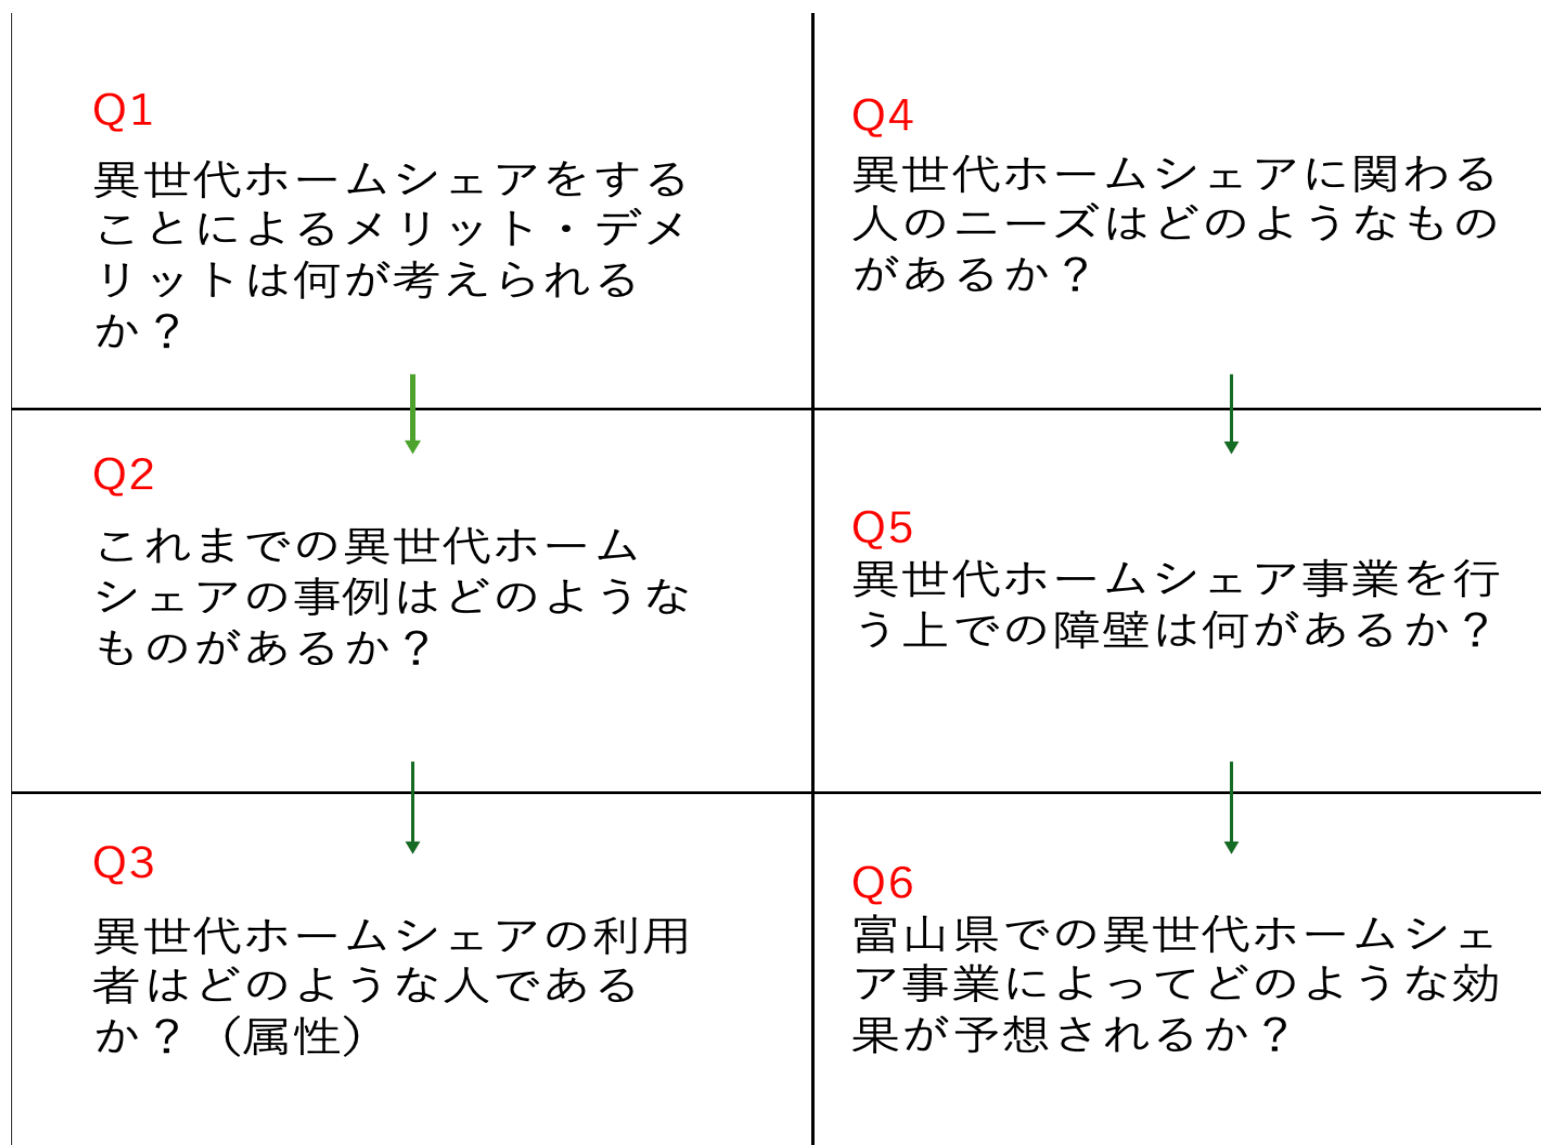 Q1
異世代ホームシェアをする
ことによるメリット・デメ
リットは何が考えられる
か？
Q2
これまでの異世代ホーム
シェアの事例はどのような
ものがあるか？
Q3
異世代ホームシェアの利用
者はどのような人である
か？（属性）
Q4
異世代ホームシェアに関わる
人のニーズはどのようなもの
があるか？
Q5
異世代ホームシェア事業を行
う上での障壁は何があるか？
Q6
富山県での異世代ホームシェ
ア事業によってどのような効
果が予想されるか？